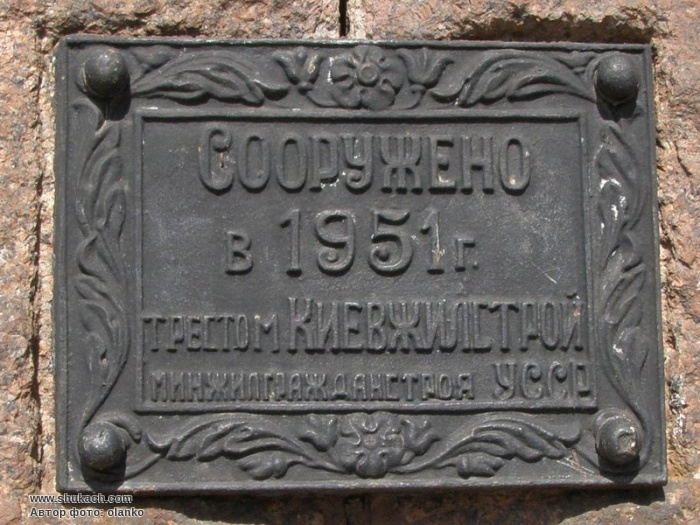 Сооружено
в 1951 г.
трестом Киевжилстрой
минжилгражданстроя УССР
www.shukach.com
Автор фото: olanko